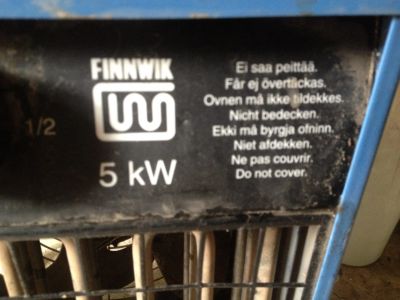 FINNWIK
1/2
5 kW
Ei saa peittää.
Får ej övertäckas.
Ovnen må ikke tildekkes.
Nicht bedecken.
Ekki má byrgja ofninn.
Niet afdekken.
Ne pas couvrir.
Do not cover.